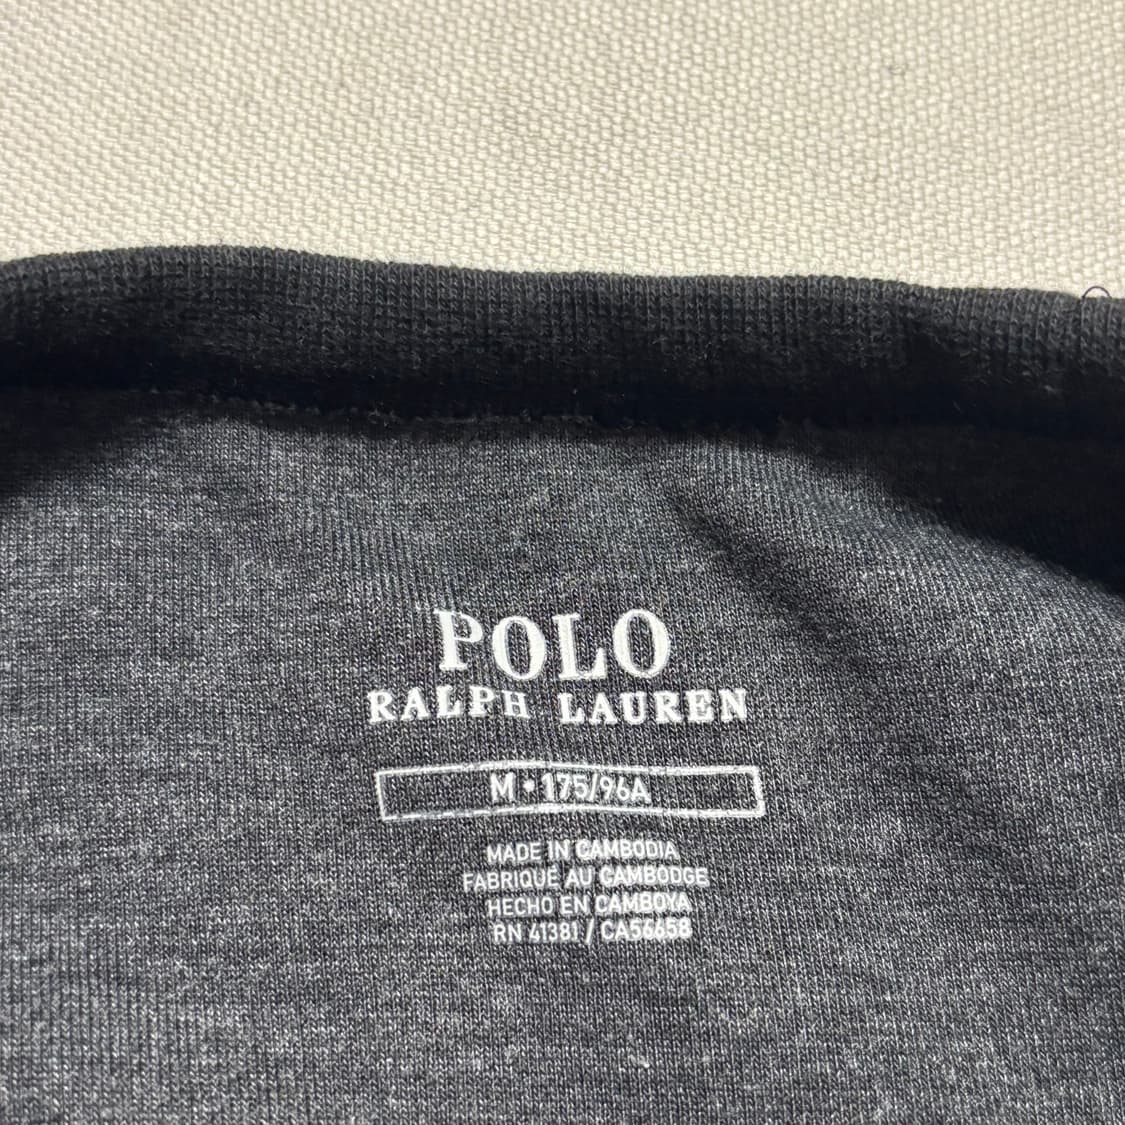 POLO
RALPH LAUREN
M • 175/96A
MADE IN CAMBODIA
FABRIQUÉ AU CAMBODGE
HECHO EN CAMBOYA
RN 41381 / CA56658